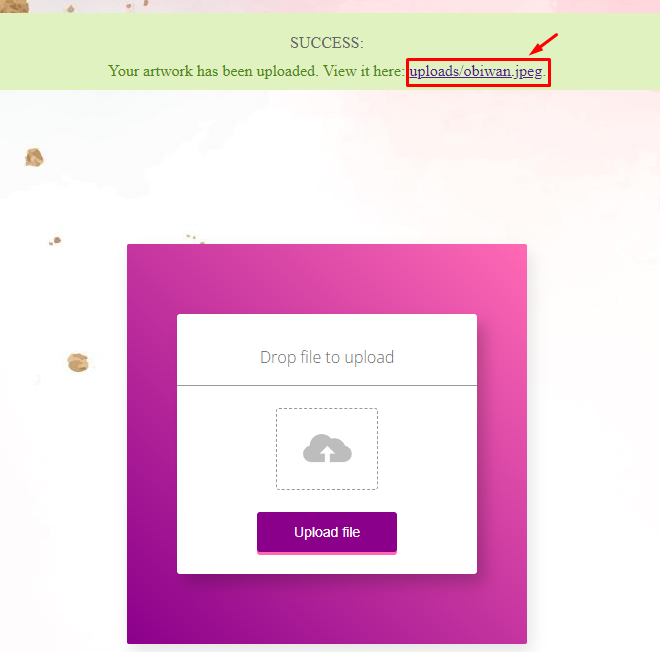 SUCCESS:
Your artwork has been uploaded. View it here: uploads/obiwan.jpeg.
Drop file to upload
Upload file